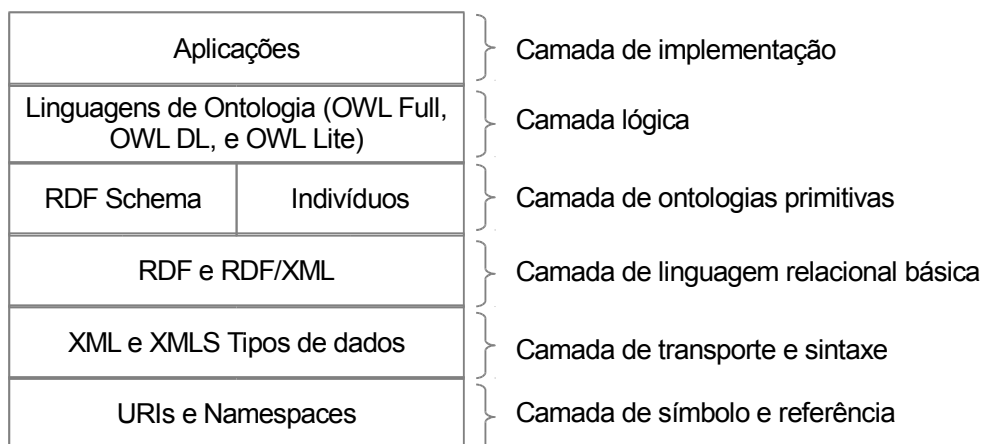 Aplicações
Camada de implementação
Linguagens de Ontologia (OWL Full,
OWL DL, e OWL Lite)
Camada lógica
RDF Schema
Indivíduos
Camada de ontologias primitivas
RDF e RDF/XML
Camada de linguagem relacional básica
XML e XMLS Tipos de dados
Camada de transporte e sintaxe
URIs e Namespaces
Camada de símbolo e referência